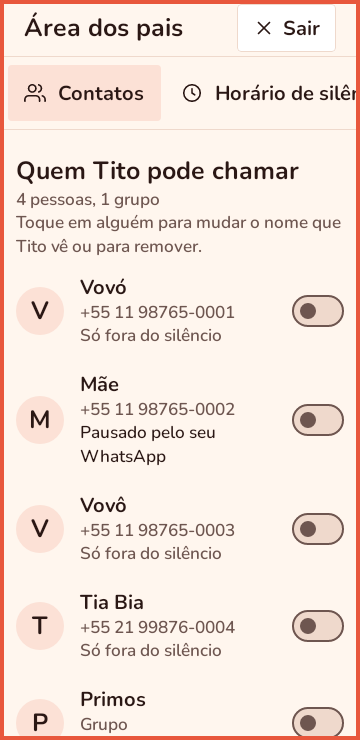 Área dos pais
Sair
Contatos
Horário de silên
Quem Tito pode chamar
4 pessoas, 1 grupo
Toque em alguém para mudar o nome que
Tito vê ou para remover.
V
Vovó
+55 11 98765-0001
Só fora do silêncio
M
Mãe
+55 11 98765-0002
Pausado pelo seu
WhatsApp
V
Vovô
+55 11 98765-0003
Só fora do silêncio
T
Tia Bia
+55 21 99876-0004
Só fora do silêncio
P
Primos
Grupo